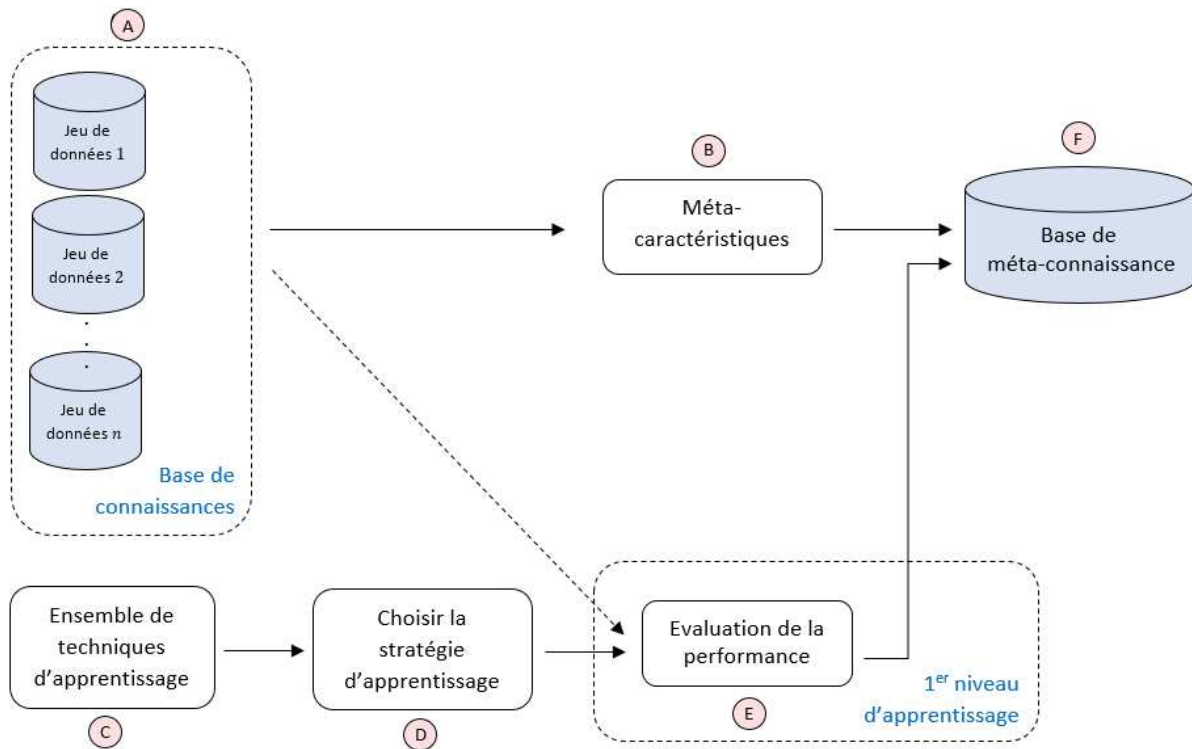 A
Jeu de
données 1
Jeu de
données 2
.
.
.
Jeu de
données n
Base de
connaissances
B
Méta-
caractéristiques
F
Base de
méta-connaissance
Ensemble de
techniques
d’apprentissage
C
Choisir la
stratégie
d’apprentissage
D
Evaluation de la
performance
E
1er niveau
d’apprentissage